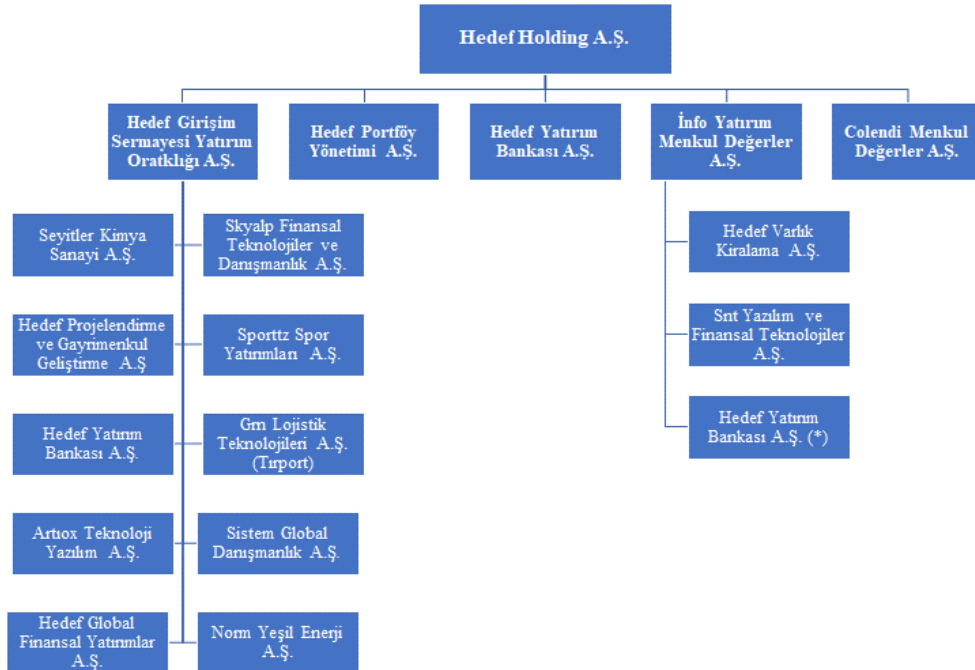 Hedef Holding A.Ş.
Hedef Girişim
Sermayesi Yatırım
Oratklığı A.Ş.
Hedef Portföy
Yönetimi A.Ş.
Hedef Yatırım
Bankası A.Ş.
İnfo Yatırım
Menkul Değerler
A.Ş.
Colendi Menkul
Değerler A.Ş.
Seyitler Kimya
Sanayi A.Ş.
Skyalp Finansal
Teknolojiler ve
Danışmanlık A.Ş.
Hedef Varlık
Kiralama A.Ş.
Hedef Projelendirme
ve Gayrimenkul
Geliştirme A.Ş
Sporttz Spor
Yatırımları A.Ş.
Snt Yazılım ve
Finansal Teknolojiler
A.Ş.
Hedef Yatırım
Bankası A.Ş.
Grn Lojistik
Teknolojileri A.Ş.
(Tırport)
Hedef Yatırım
Bankası A.Ş. (*)
Artıox Teknoloji
Yazılım A.Ş.
Sistem Global
Danışmanlık A.Ş.
Hedef Global
Finansal Yatırımlar
A.Ş.
Norm Yeşil Enerji
A.Ş.